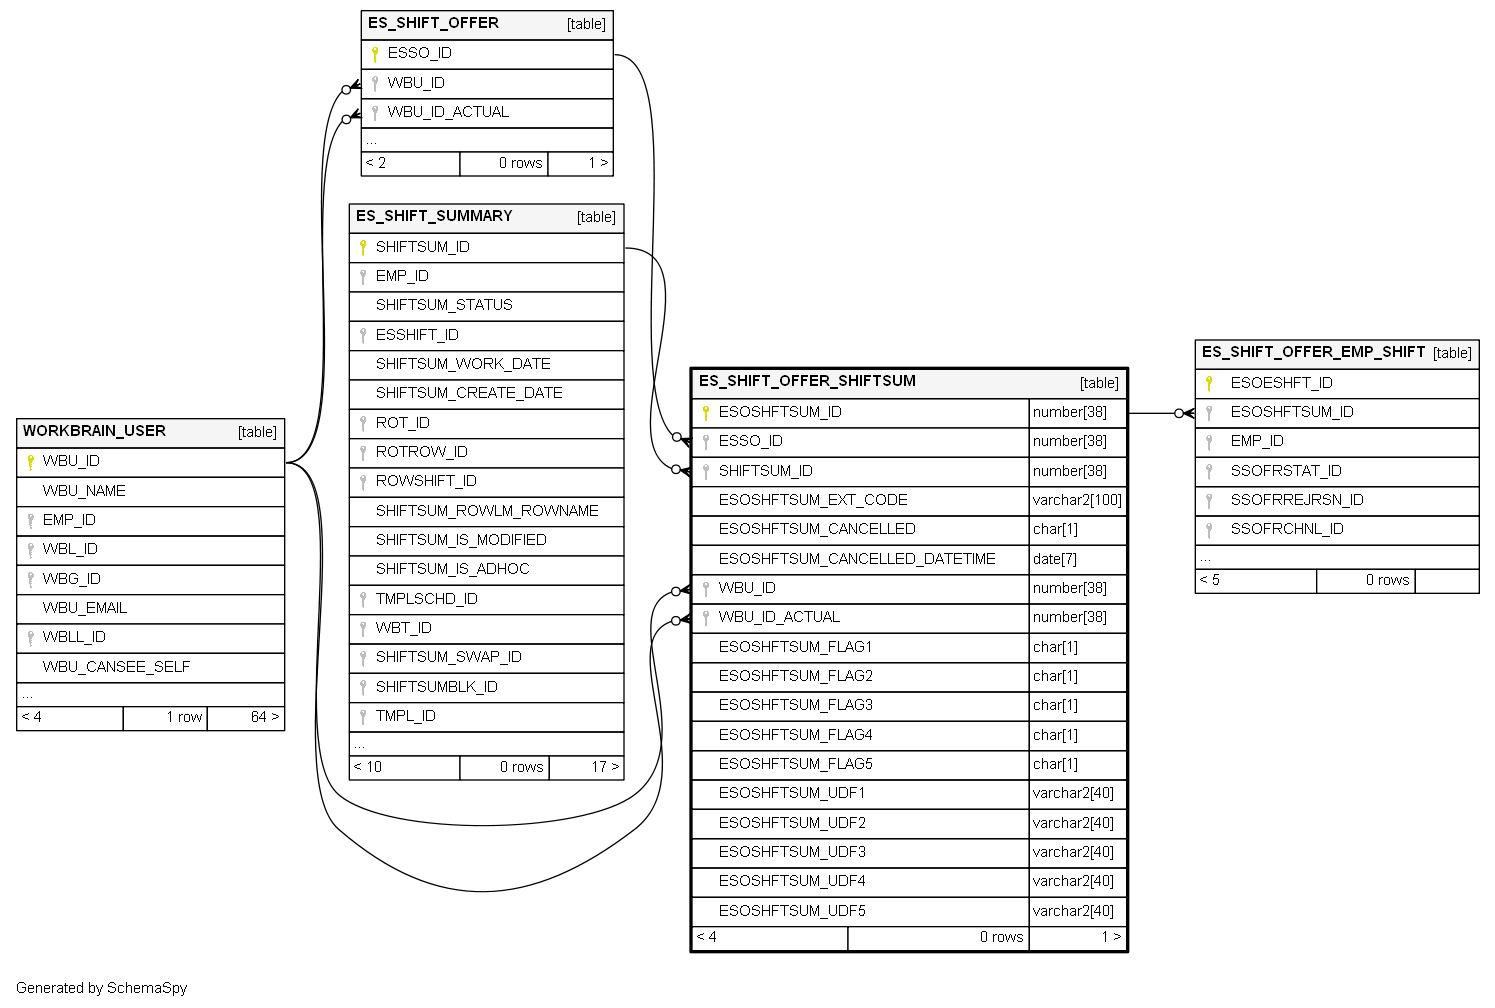 ES_SHIFT_OFFER [table]
ESSO_ID
WBU_ID
WBU_ID_ACTUAL
...
< 2 0 rows 1 >
ES_SHIFT_SUMMARY [table]
SHIFTSUM_ID
EMP_ID
SHIFTSUM_STATUS
ESSHIFT_ID
SHIFTSUM_WORK_DATE
SHIFTSUM_CREATE_DATE
ROT_ID
ROTROW_ID
ROWSHIFT_ID
SHIFTSUM_ROWLM_ROWNAME
SHIFTSUM_IS_MODIFIED
SHIFTSUM_IS_ADHOC
TMPLSCHD_ID
WBT_ID
SHIFTSUM_SWAP_ID
SHIFTSUMBLK_ID
TMPL_ID
...
< 10 0 rows 17 >
WORKBRAIN_USER [table]
WBU_ID
WBU_NAME
EMP_ID
WBL_ID
WBG_ID
WBU_EMAIL
WBLL_ID
WBU_CANSEE_SELF
...
< 4 1 row 64 >
ES_SHIFT_OFFER_SHIFTSUM [table]
ESOSHFTSUM_ID number[38]
ESSO_ID number[38]
SHIFTSUM_ID number[38]
ESOSHFTSUM_EXT_CODE varchar2[100]
ESOSHFTSUM_CANCELLED char[1]
ESOSHFTSUM_CANCELLED_DATETIME date[7]
WBU_ID number[38]
WBU_ID_ACTUAL number[38]
ESOSHFTSUM_FLAG1 char[1]
ESOSHFTSUM_FLAG2 char[1]
ESOSHFTSUM_FLAG3 char[1]
ESOSHFTSUM_FLAG4 char[1]
ESOSHFTSUM_FLAG5 char[1]
ESOSHFTSUM_UDF1 varchar2[40]
ESOSHFTSUM_UDF2 varchar2[40]
ESOSHFTSUM_UDF3 varchar2[40]
ESOSHFTSUM_UDF4 varchar2[40]
ESOSHFTSUM_UDF5 varchar2[40]
< 4 0 rows 1 >
ES_SHIFT_OFFER_EMP_SHIFT [table]
ESOESHFT_ID
ESOSHFTSUM_ID
EMP_ID
SSOFRSTAT_ID
SSOFRREJRSN_ID
SSOFRCHNL_ID
...
< 5 0 rows
Generated by SchemaSpy